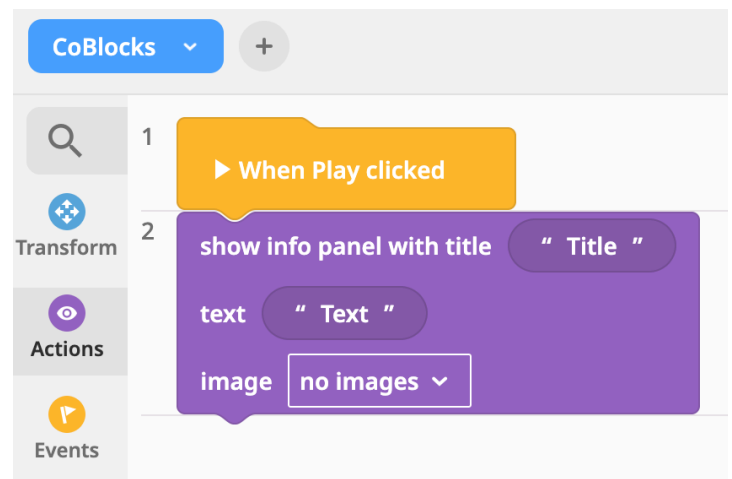 CoBlocks
+
1
When Play clicked
Transform
2
show info panel with title “ Title ”
text “ Text ”
Actions
image no images
Events